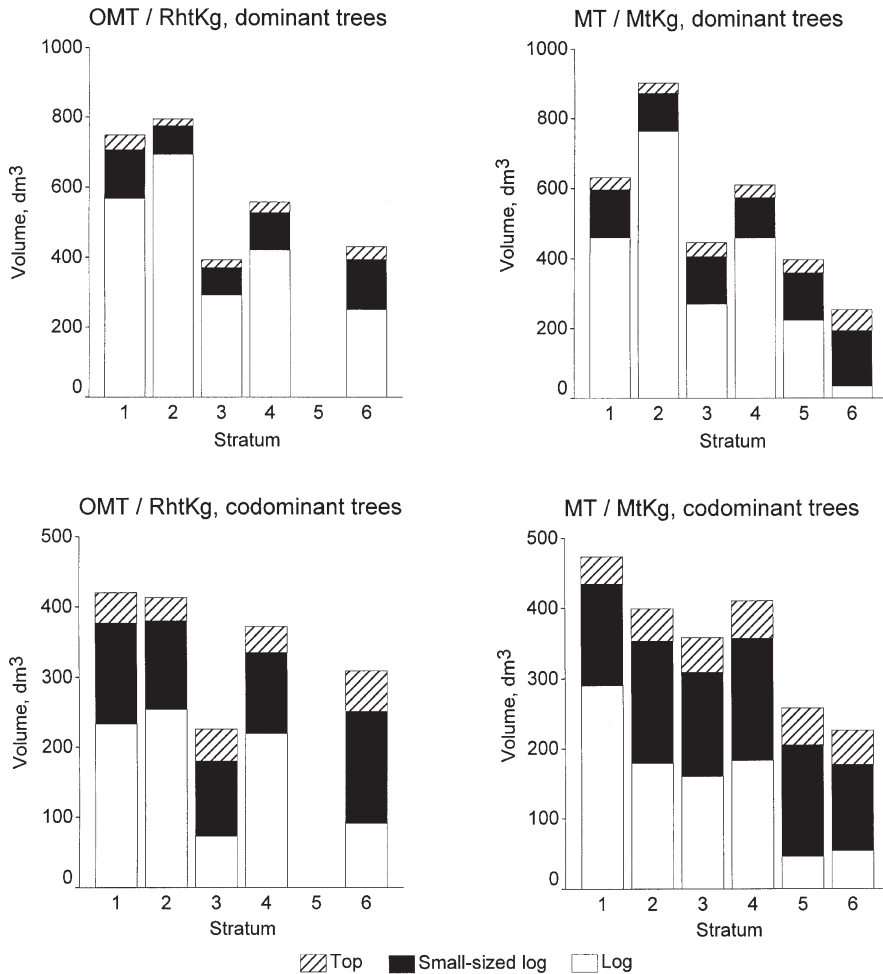 OMT / RhtKg, dominant trees
1000
800
600
400
200
0
Volume, dm3
1 2 3 4 5 6
Stratum
MT / MtKg, dominant trees
1000
800
600
400
200
0
Volume, dm3
1 2 3 4 5 6
Stratum
OMT / RhtKg, codominant trees
500
400
300
200
100
0
Volume, dm3
1 2 3 4 5 6
Stratum
MT / MtKg, codominant trees
500
400
300
200
100
0
Volume, dm3
1 2 3 4 5 6
Stratum
Top Small-sized log Log